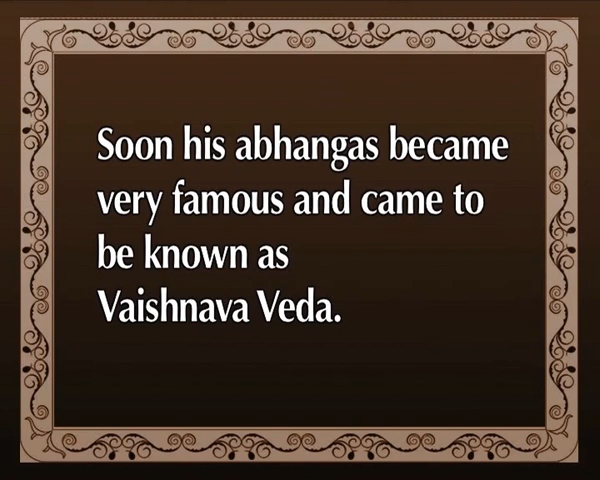 Soon his abhangas became
very famous and came to
be known as
Vaishnava Veda.